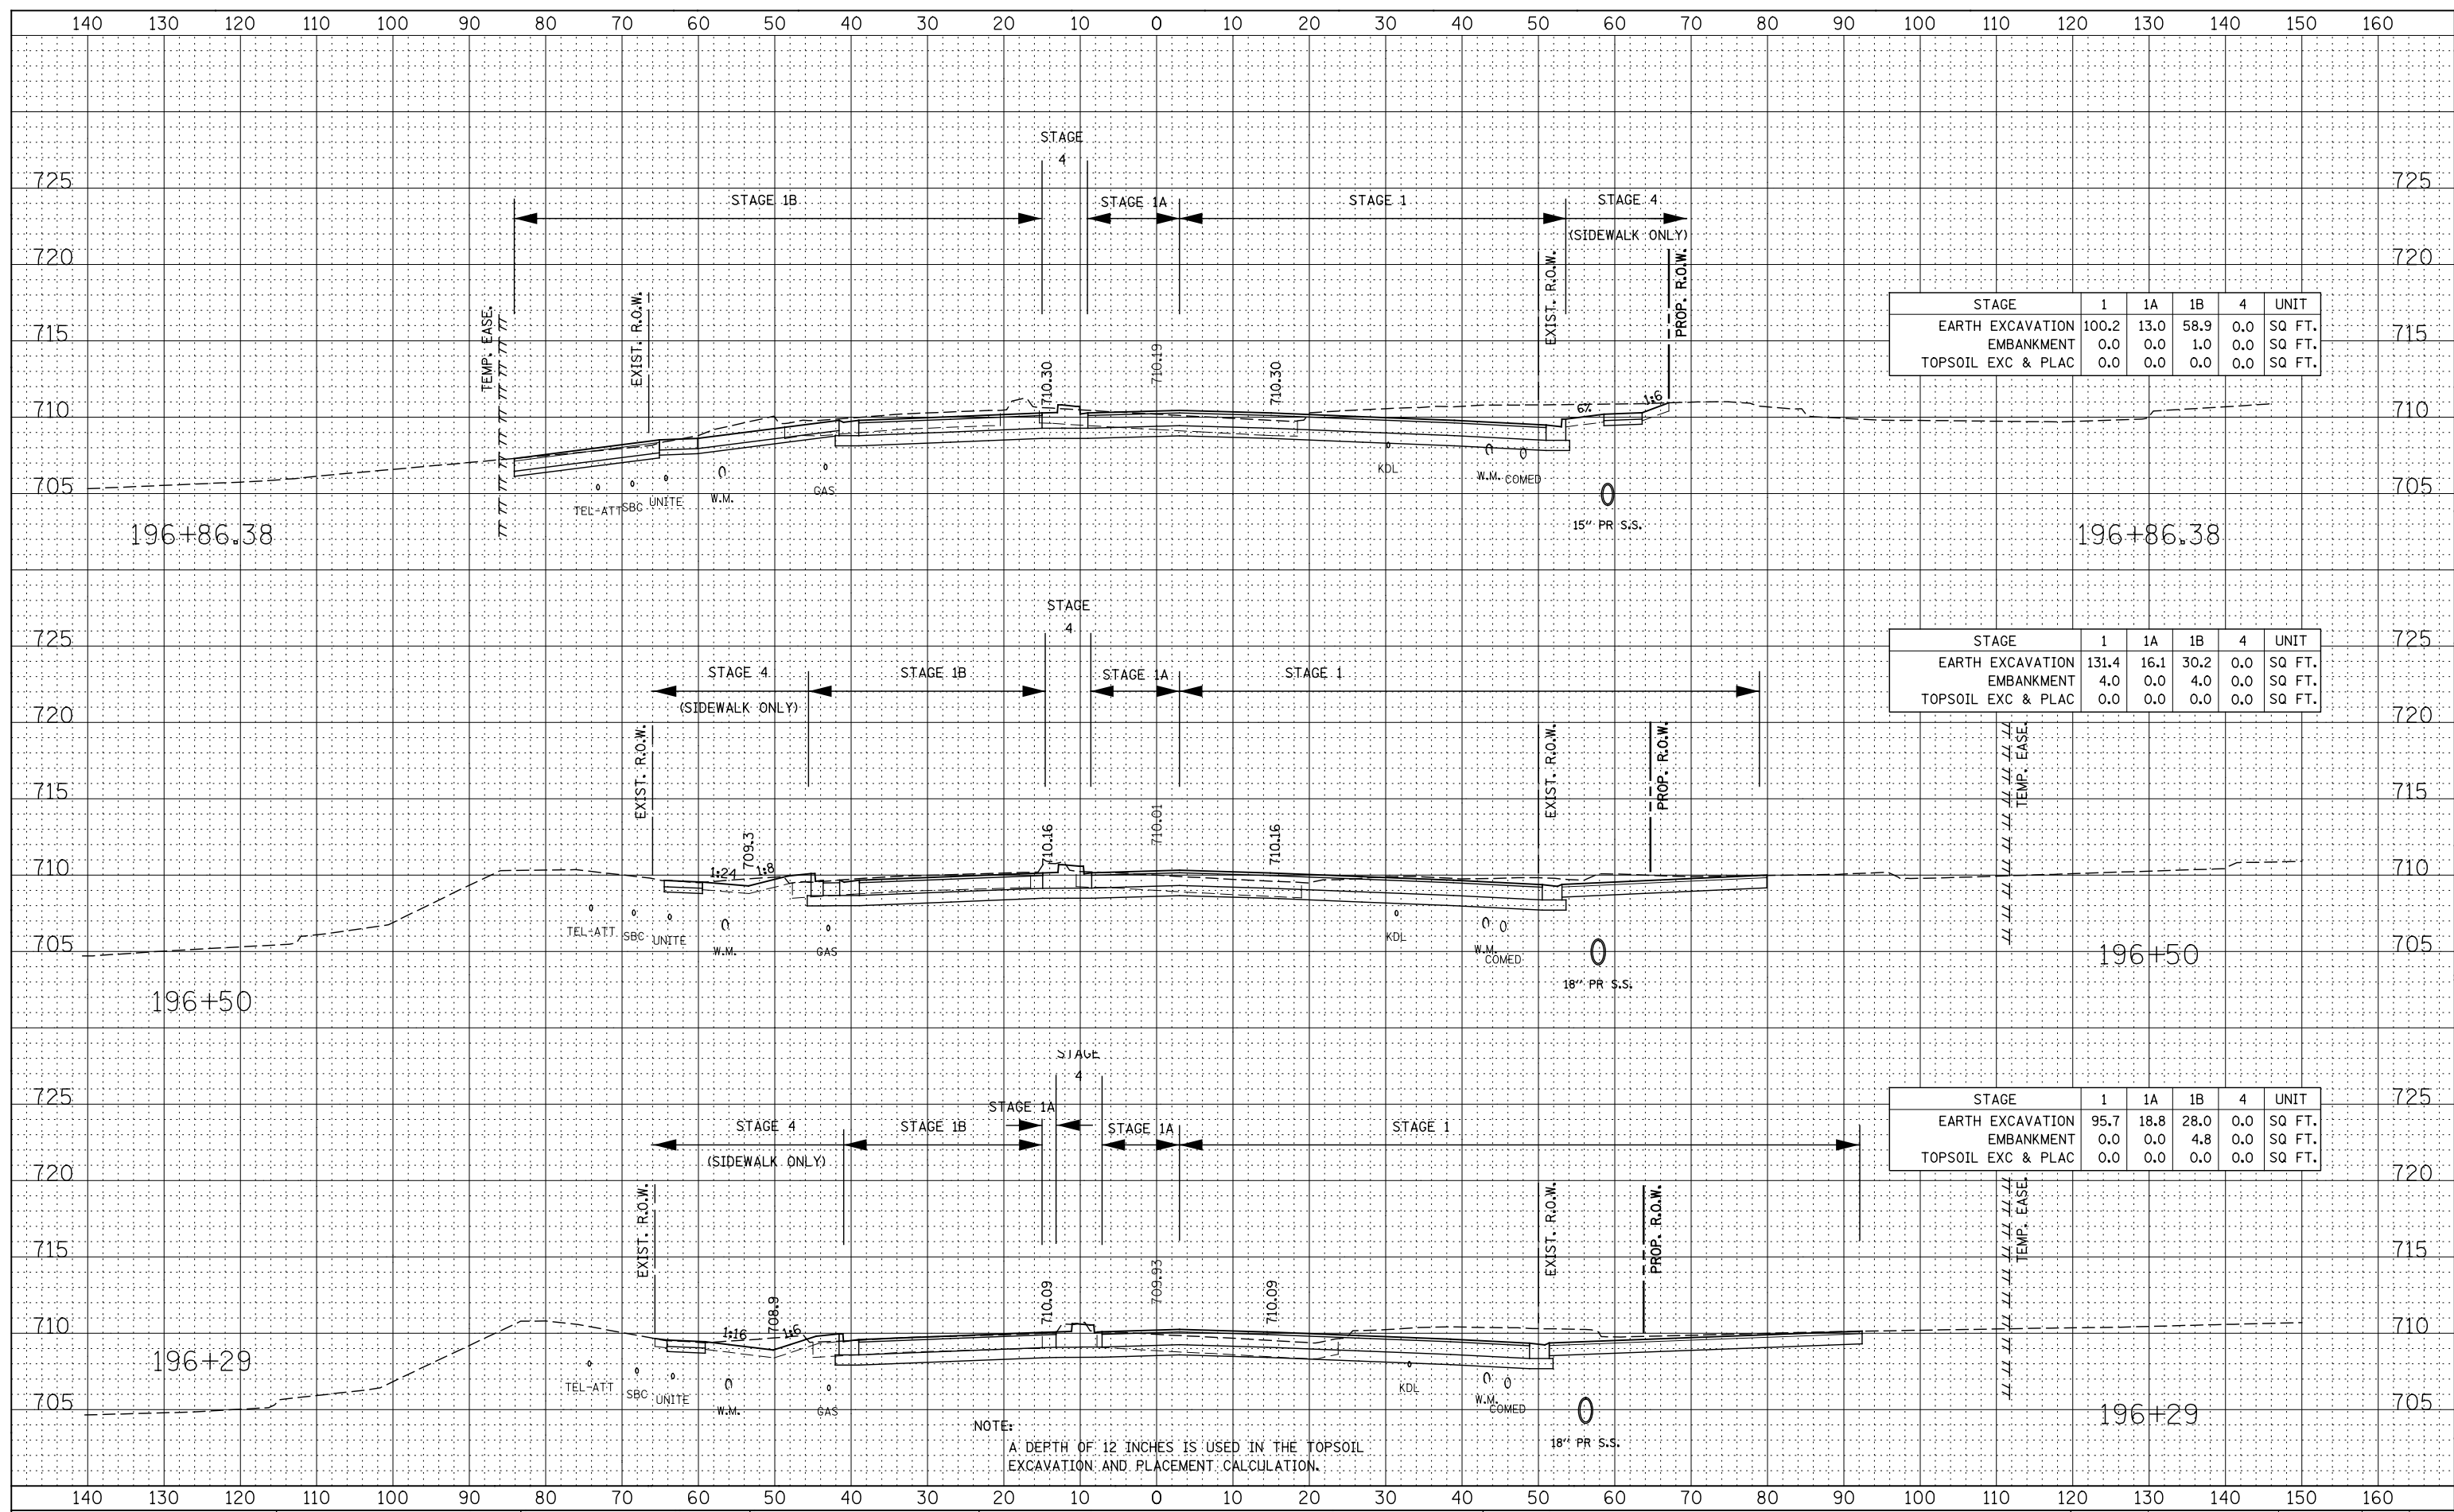 140 130 120 110 100 90 80 70 60 50 40 30 20 10 0 10 20 30 40 50 60 70 80 90 100 110 120 130 140 150 160
STAGE
4
725 725
STAGE 1B STAGE 1A STAGE 1 STAGE 4
(SIDEWALK ONLY)
720 720
TEMP. EASE.
EXIST. R.O.W.
EXIST. R.O.W.
PROP. R.O.W.
STAGE 1 1A 1B 4 UNIT
EARTH EXCAVATION 100.2 13.0 58.9 0.0 SQ FT.
EMBANKMENT 0.0 0.0 1.0 0.0 SQ FT.
TOPSOIL EXC & PLAC 0.0 0.0 0.0 0.0 SQ FT.
715 715
710.30
710.19
710.30
710 710
6%
1:6
705 705
TEL-ATT
SBC
UNITE
W.M.
GAS
KDL
W.M.
COMED
15" PR S.S.
196+86.38 196+86.38
STAGE
4
725 725
STAGE 4 STAGE 1B STAGE 1A STAGE 1
(SIDEWALK ONLY)
STAGE 1 1A 1B 4 UNIT
EARTH EXCAVATION 131.4 16.1 30.2 0.0 SQ FT.
EMBANKMENT 4.0 0.0 4.0 0.0 SQ FT.
TOPSOIL EXC & PLAC 0.0 0.0 0.0 0.0 SQ FT.
720 720
EXIST. R.O.W.
EXIST. R.O.W.
PROP. R.O.W.
TEMP. EASE.
715 715
709.3
710.16
710.01
710.16
710 710
1:24
1:8
705 705
TEL-ATT
SBC
UNITE
W.M.
GAS
KDL
W.M.
COMED
18" PR S.S.
196+50 196+50
STAGE
4
725 725
STAGE 1A
STAGE 4 STAGE 1B STAGE 1A STAGE 1
(SIDEWALK ONLY)
STAGE 1 1A 1B 4 UNIT
EARTH EXCAVATION 95.7 18.8 28.0 0.0 SQ FT.
EMBANKMENT 0.0 0.0 4.8 0.0 SQ FT.
TOPSOIL EXC & PLAC 0.0 0.0 0.0 0.0 SQ FT.
720 720
EXIST. R.O.W.
EXIST. R.O.W.
PROP. R.O.W.
TEMP. EASE.
715 715
708.9
710.09
709.93
710.09
710 710
1:16
1:6
196+29 196+29
705 705
TEL-ATT
SBC
UNITE
W.M.
GAS
KDL
W.M.
COMED
18" PR S.S.
NOTE:
A DEPTH OF 12 INCHES IS USED IN THE TOPSOIL
EXCAVATION AND PLACEMENT CALCULATION.
140 130 120 110 100 90 80 70 60 50 40 30 20 10 0 10 20 30 40 50 60 70 80 90 100 110 120 130 140 150 160